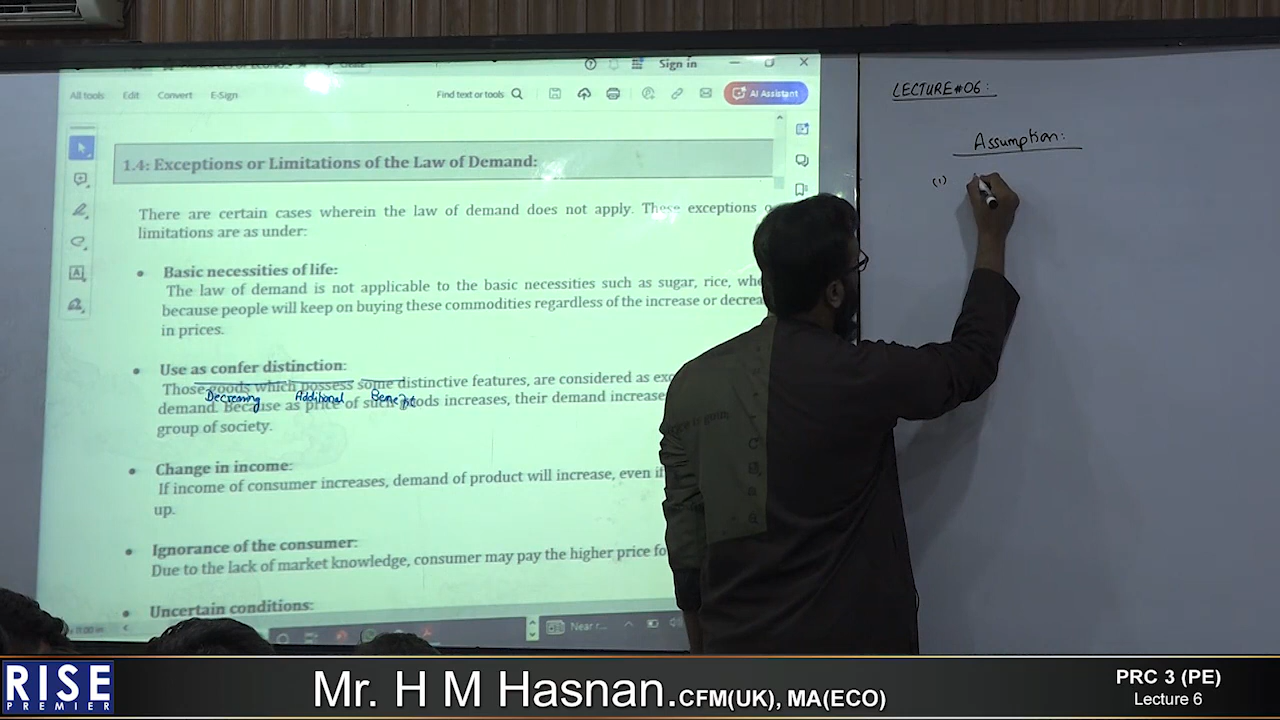 Sign in
All tools Edit Convert E-Sign Find text or tools AI Assistant
1.4: Exceptions or Limitations of the Law of Demand:
There are certain cases wherein the law of demand does not apply. These exceptions
limitations are as under:
• Basic necessities of life:
The law of demand is not applicable to the basic necessities such as sugar, rice,
because people will keep on buying these commodities regardless of the increase or
in prices.
• Use as confer distinction:
Those goods which possess some distinctive features, are considered as
Decreasing Additional Benefit
demand. Because as price of such goods increases, their demand increase
group of society.
• Change in income:
If income of consumer increases, demand of product will increase, even if
up.
• Ignorance of the consumer:
Due to the lack of market knowledge, consumer may pay the higher price
• Uncertain conditions:
LECTURE#06:
Assumption:
(1)
RISE
PREMIER
Mr. H M Hasnan.CFM(UK), MA(ECO)
PRC 3 (PE)
Lecture 6